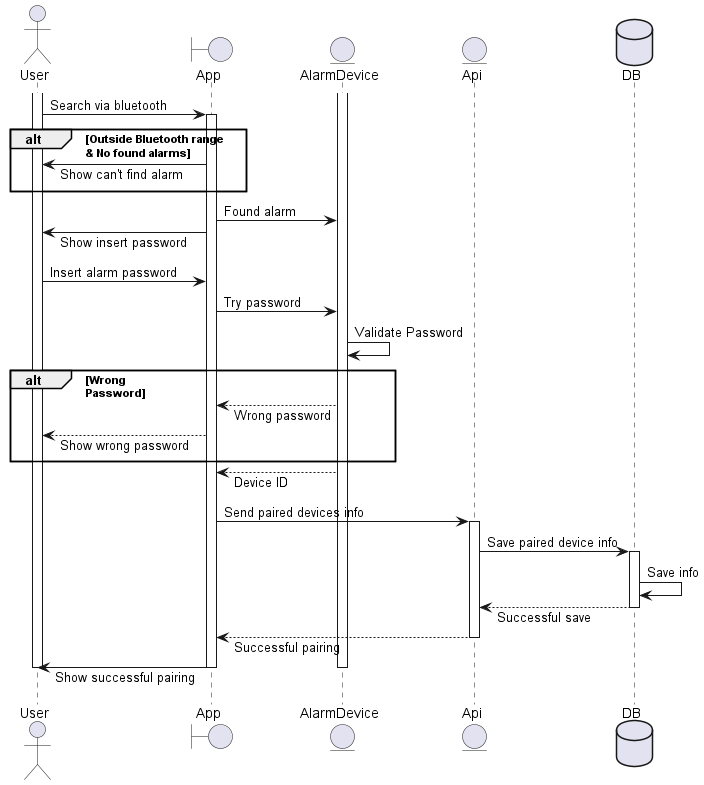 User
App
AlarmDevice
Api
DB
Search via bluetooth
alt
[Outside Bluetooth range
& No found alarms]
Show can't find alarm
Found alarm
Show insert password
Insert alarm password
Try password
Validate Password
alt
[Wrong
Password]
Wrong password
Show wrong password
Device ID
Send paired devices info
Save paired device info
Save info
Successful save
Successful pairing
Show successful pairing
User
App
AlarmDevice
Api
DB